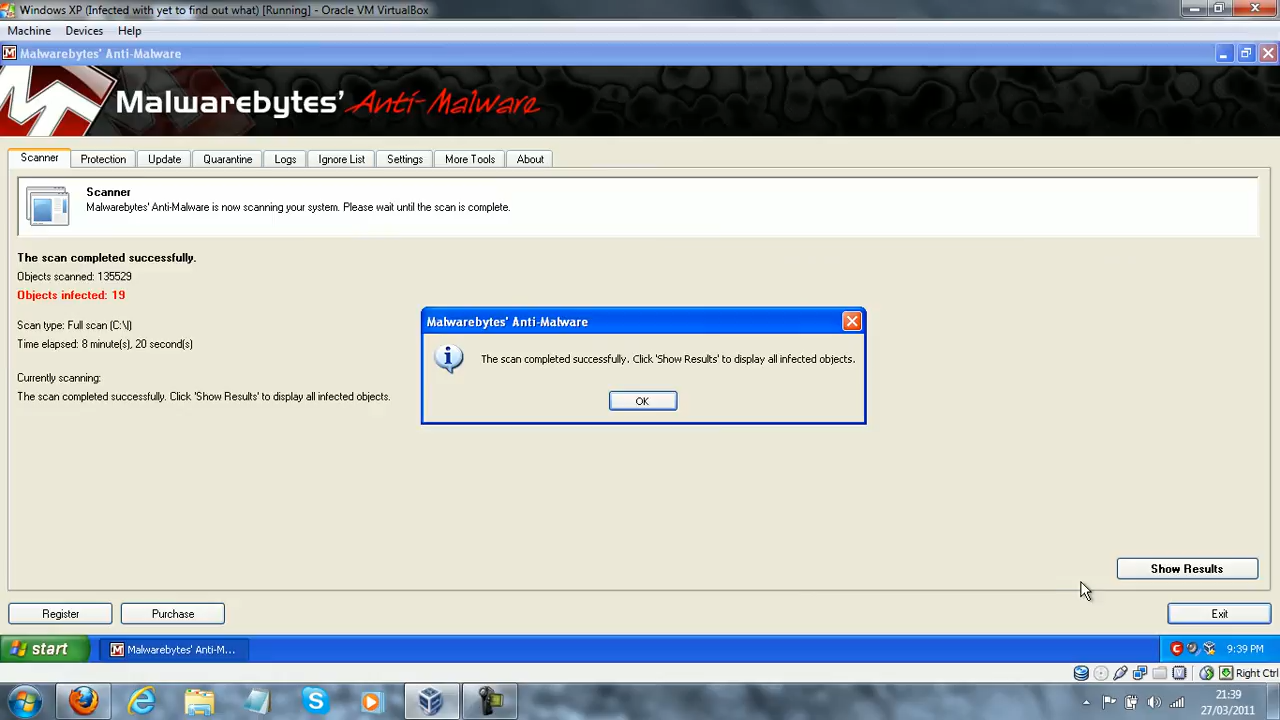 Windows XP (Infected with yet to find out what) [Running] - Oracle VM VirtualBox
Machine Devices Help
Malwarebytes' Anti-Malware
Malwarebytes' Anti-Malware
Scanner Protection Update Quarantine Logs Ignore List Settings More Tools About
Scanner
Malwarebytes' Anti-Malware is now scanning your system. Please wait until the scan is complete.
The scan completed successfully.
Objects scanned: 135529
Objects infected: 19
Scan type: Full scan (C:\|)
Time elapsed: 8 minute(s), 20 second(s)
Currently scanning:
The scan completed successfully. Click 'Show Results' to display all infected objects.
Malwarebytes' Anti-Malware
The scan completed successfully. Click 'Show Results' to display all infected objects.
OK
Show Results
Register Purchase Exit
start Malwarebytes' Anti-M... 9:39 PM
Right Ctrl
21:39
27/03/2011